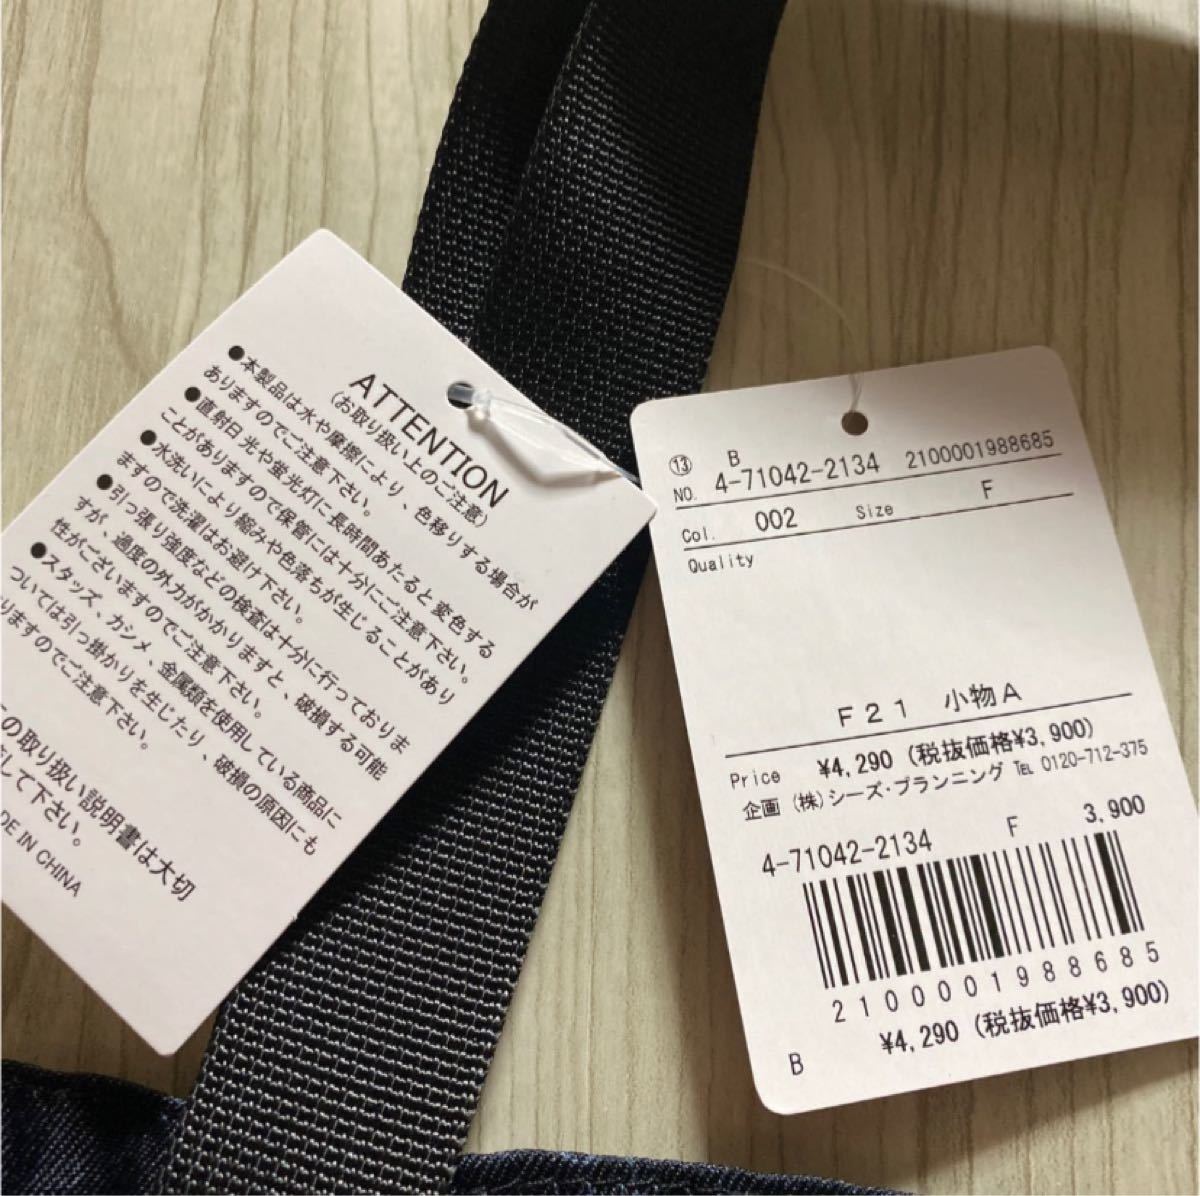 ATTENTION
(お取り扱い上のご注意)
●本製品は水や摩擦により、色移りする場合が
ありますのでご注意下さい。
●直射日光や蛍光灯に長時間あたると変色する
ことがありますので保管には十分にご注意下さい。
●水洗いにより縮みや色落ちが生じることがあり
ますので洗濯はお避け下さい。
●引っ張り強度などの検査は十分に行っておりま
すが、過度の外力がかかりますと、破損する可能
性がございますのでご注意下さい。
●スタッズ、カシメ、金属類を使用している商品に
ついては引っ掛かりを生じたり、破損の原因にも
りますのでご注意下さい。
の取り扱い説明書は大切
して下さい。
DE IN CHINA
⑬ B
NO. 4-71042-2134 2100001988685
Col. 002 Size F
Quality
F21 小物A
Price ¥4,290 (税抜価格¥3,900)
企画 (株)シーズ・プランニング TEL 0120-712-375
4-71042-2134 F 3,900
2100001988685
¥4,290 (税抜価格¥3,900)
B